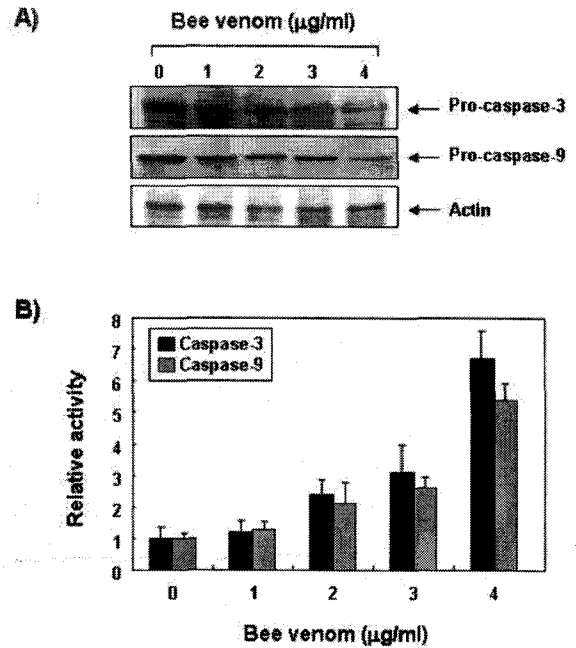 A)
Bee venom (µg/ml)
0 1 2 3 4
Pro-caspase-3
Pro-caspase-9
Actin
B)
8
7
6
5
4
3
2
1
0
Relative activity
Caspase-3
Caspase-9
0 1 2 3 4
Bee venom (µg/ml)